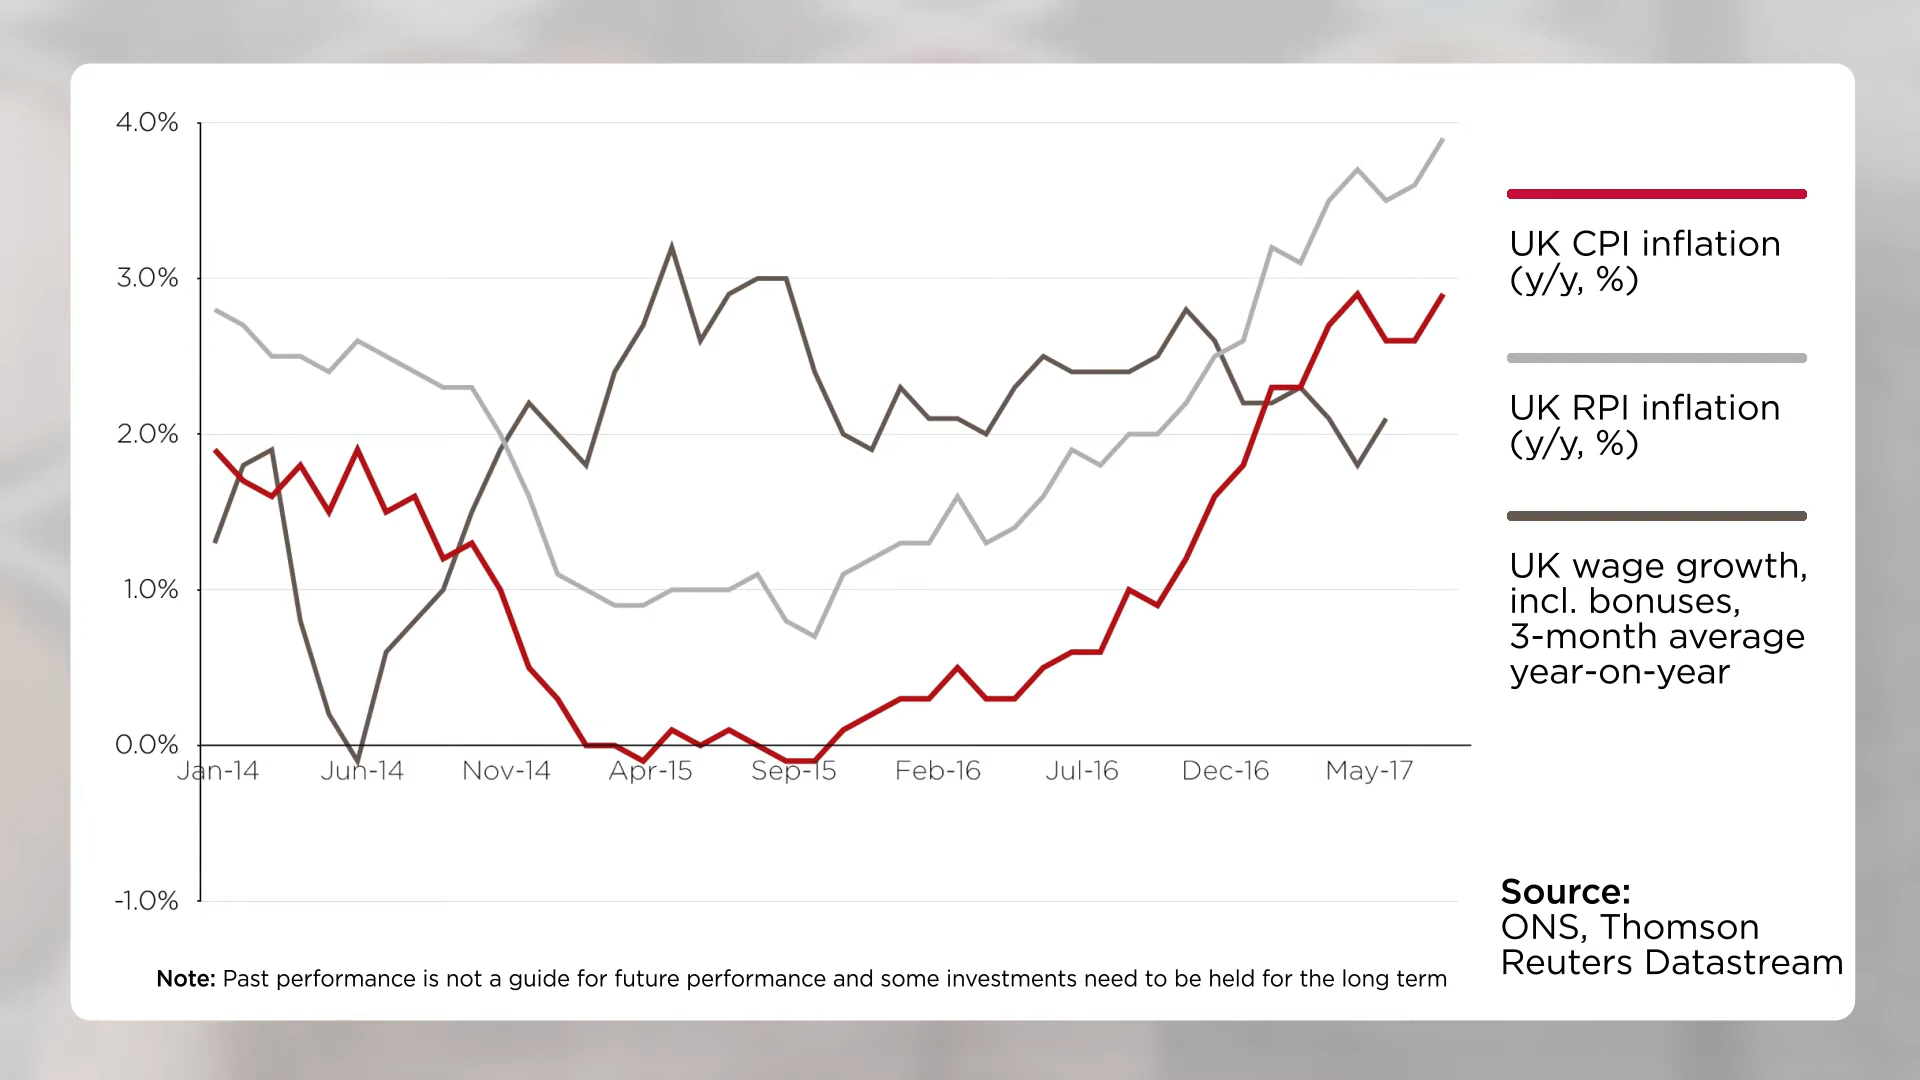 4.0%
3.0%
2.0%
1.0%
0.0%
-1.0%
Jan-14 Jun-14 Nov-14 Apr-15 Sep-15 Feb-16 Jul-16 Dec-16 May-17
UK CPI inflation
(y/y, %)
UK RPI inflation
(y/y, %)
UK wage growth,
incl. bonuses,
3-month average
year-on-year
Source:
ONS, Thomson
Reuters Datastream
Note: Past performance is not a guide for future performance and some investments need to be held for the long term